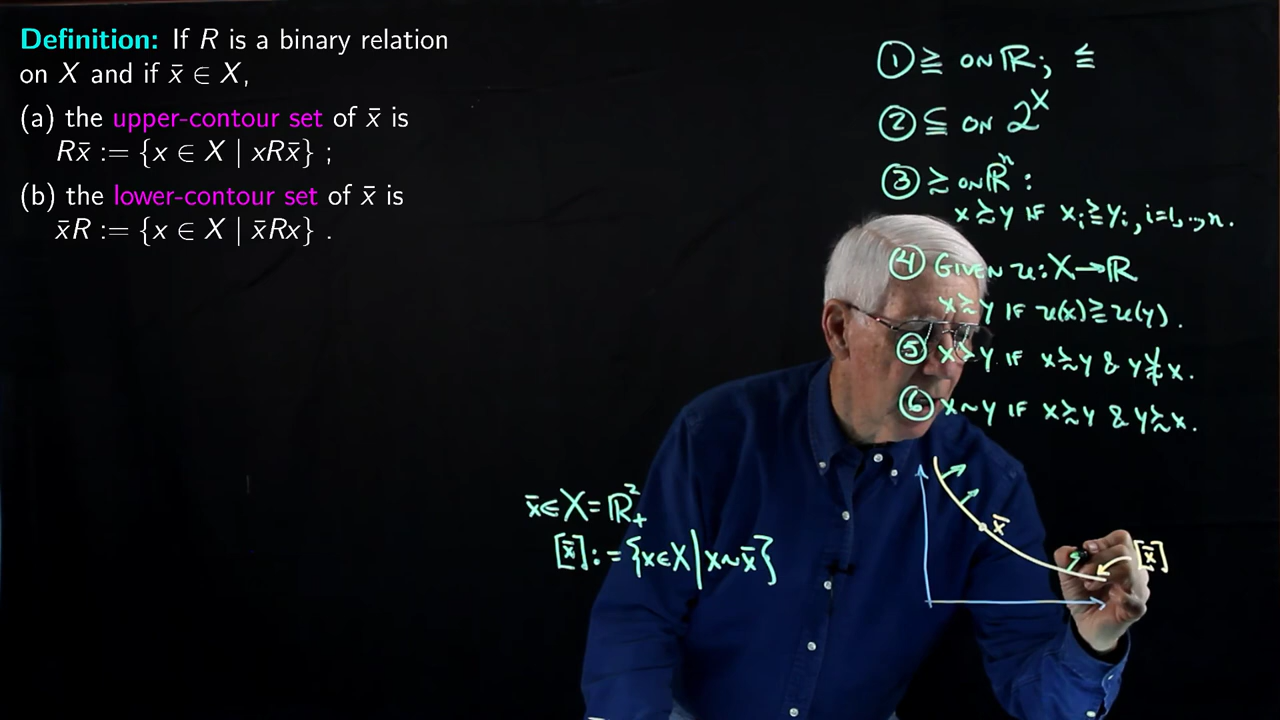 Definition: If R is a binary relation
on X and if x̄ ∈ X,
(a) the upper-contour set of x̄ is
Rx̄ := {x ∈ X | xRx̄} ;
(b) the lower-contour set of x̄ is
x̄R := {x ∈ X | x̄Rx} .
① ≧ ON ℝ; ≦
② ⊆ ON 2^X
③ ≳ ON ℝ^n :
x ≳ y IF x_i ≧ y_i, i=1, .., n.
④ GIVEN u: X → ℝ
x ≳ y IF u(x) ≧ u(y).
⑤ x ≻ y IF x ≳ y & y ⋧ x.
⑥ x ~ y IF x ≳ y & y ≳ x.
x̄ ∈ X = ℝ²₊
[x̄] := {x ∈ X | x ~ x̄}
x̄
[x̄]